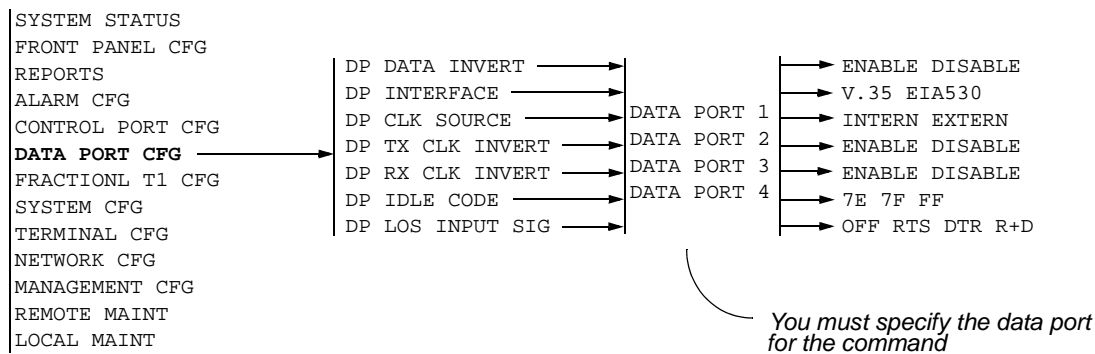 SYSTEM STATUS
FRONT PANEL CFG
REPORTS
ALARM CFG
CONTROL PORT CFG
DATA PORT CFG
FRACTIONL T1 CFG
SYSTEM CFG
TERMINAL CFG
NETWORK CFG
MANAGEMENT CFG
REMOTE MAINT
LOCAL MAINT
DP DATA INVERT
DP INTERFACE
DP CLK SOURCE
DP TX CLK INVERT
DP RX CLK INVERT
DP IDLE CODE
DP LOS INPUT SIG
DATA PORT 1
DATA PORT 2
DATA PORT 3
DATA PORT 4
ENABLE DISABLE
V.35 EIA530
INTERN EXTERN
ENABLE DISABLE
ENABLE DISABLE
7E 7F FF
OFF RTS DTR R+D
You must specify the data port
for the command